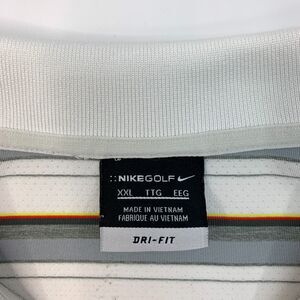 ::NIKEGOLF
XXL TTG EEG
MADE IN VIETNAM
FABRIQUE AU VIETNAM
DRI-FIT